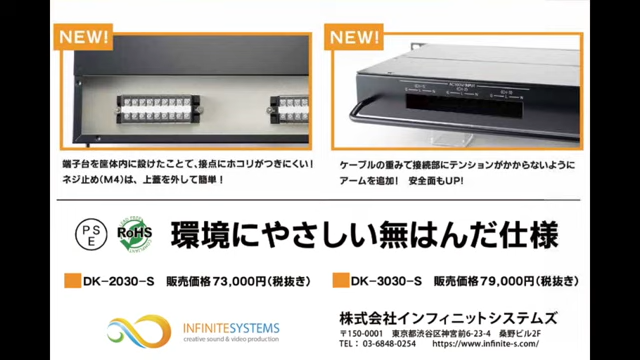 NEW!
端子台を筐体内に設けたことで、接点にホコリがつきにくい!
ネジ止め(M4)は、上蓋を外して簡単!
NEW!
ケーブルの重みで接続部にテンションがかからないように
アームを追加! 安全面もUP!
PS
E
RoHS
環境にやさしい無はんだ仕様
DK-2030-S 販売価格73,000円(税抜き)
DK-3030-S 販売価格79,000円(税抜き)
INFINITESYSTEMS
creative sound & video production
株式会社インフィニットシステムズ
〒150-0001 東京都渋谷区神宮前6-23-4 桑野ビル2F
TEL: 03-6848-0254 https://www.infinite-s.com/